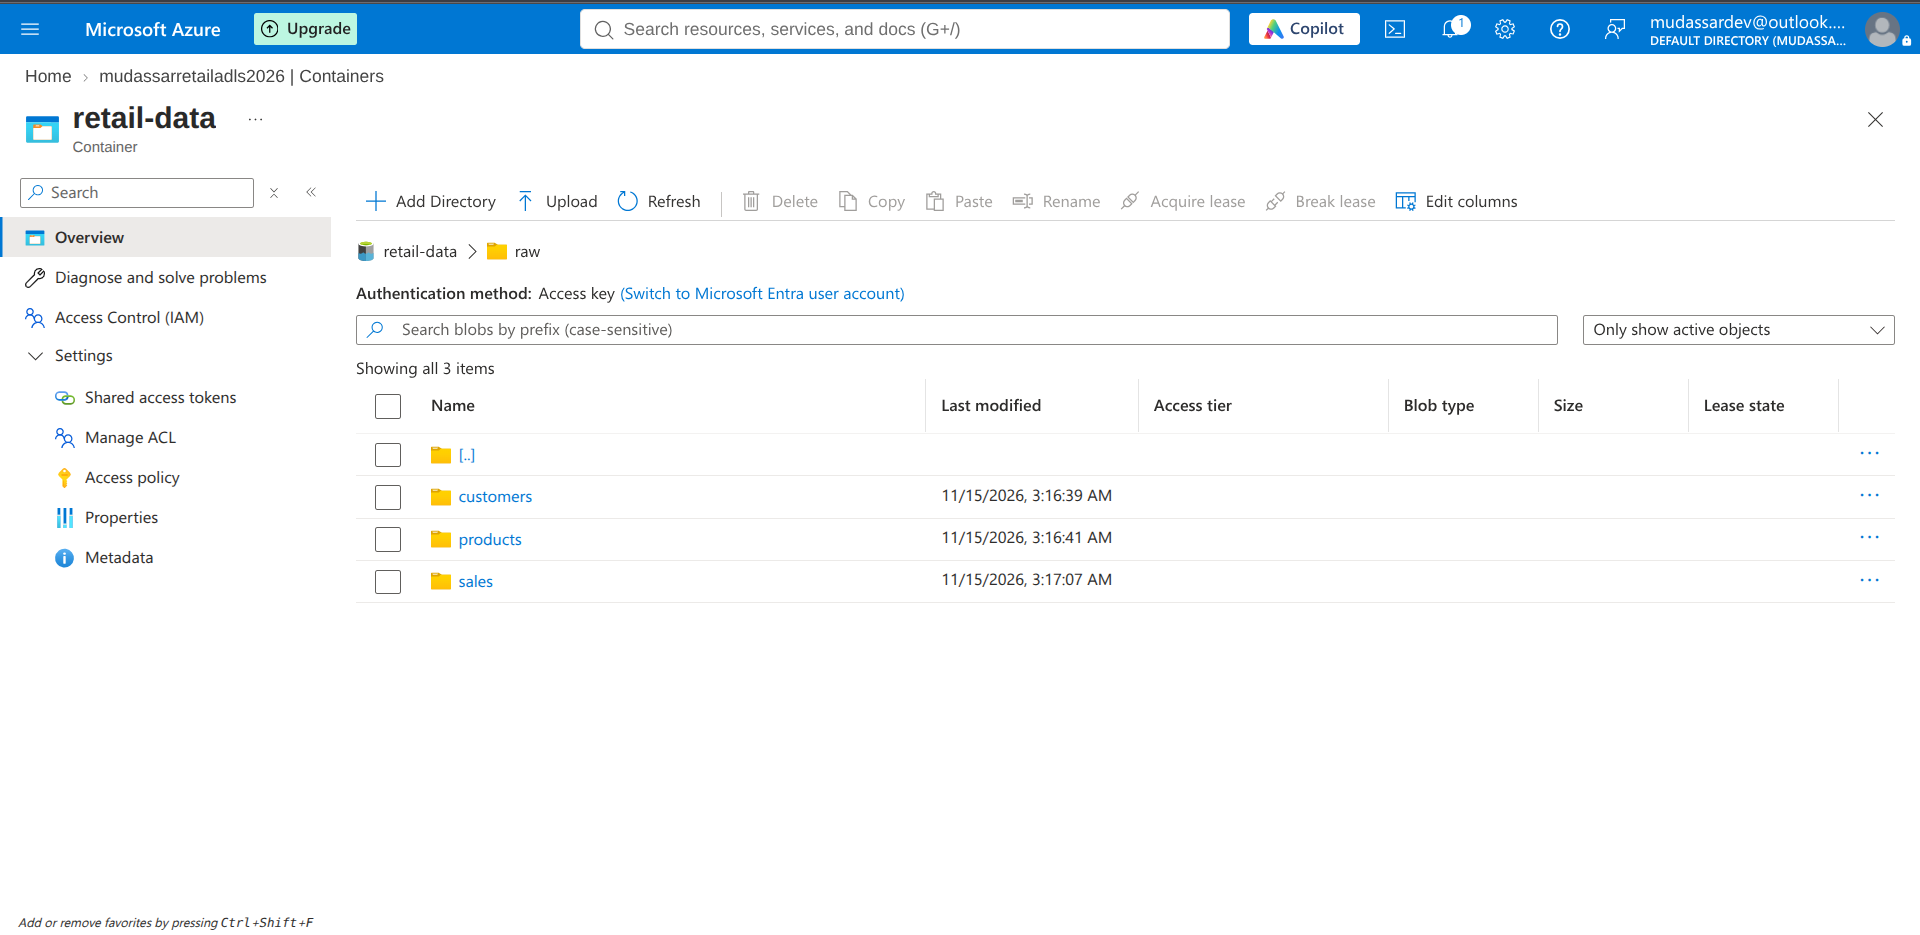 Microsoft Azure
Upgrade
Search resources, services, and docs (G+/)
Copilot
1
mudassardev@outlook....
DEFAULT DIRECTORY (MUDASSA...
Home > mudassarretailadls2026 | Containers
retail-data ...
Container
Search
Add Directory Upload Refresh Delete Copy Paste Rename Acquire lease Break lease Edit columns
Overview
Diagnose and solve problems
Access Control (IAM)
Settings
Shared access tokens
Manage ACL
Access policy
Properties
Metadata
retail-data > raw
Authentication method: Access key (Switch to Microsoft Entra user account)
Search blobs by prefix (case-sensitive)
Only show active objects
Showing all 3 items
Name Last modified Access tier Blob type Size Lease state
[..]
customers 11/15/2026, 3:16:39 AM
products 11/15/2026, 3:16:41 AM
sales 11/15/2026, 3:17:07 AM
Add or remove favorites by pressing Ctrl+Shift+F